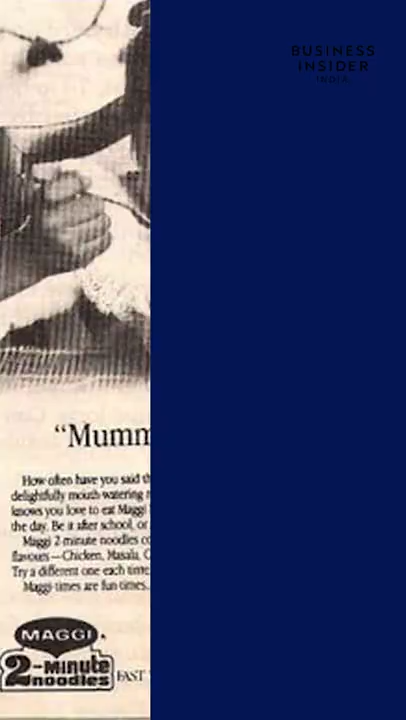 BUSINESS
INSIDER
INDIA
“Mumm
How often have you said th
delightfully mouth-watering
knows you love to eat Maggi
the day. Be it after school, or
Maggi 2-minute noodles co
flavours—Chicken, Masala, C
Try a different one each time
Maggi-times are fun times.
MAGGI
2-Minute
noodles
FAST